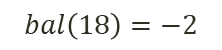 bal(18) = −2